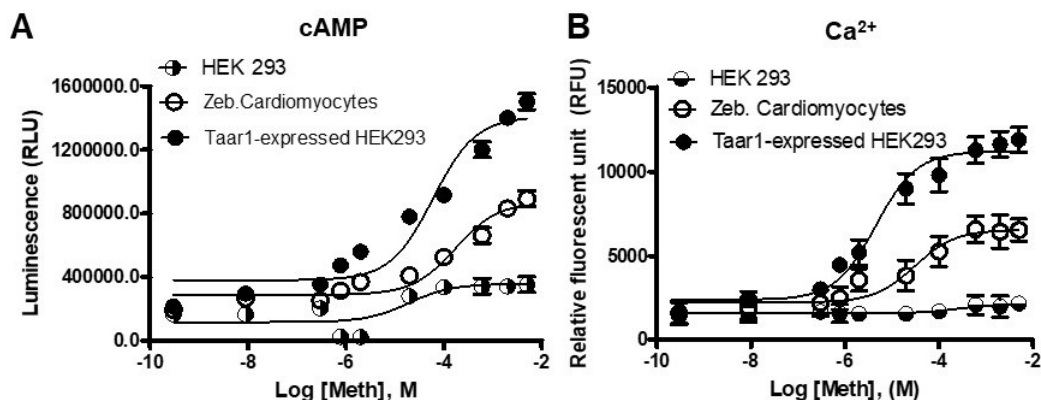 A
cAMP
HEK 293
Zeb.Cardiomyocytes
Taar1-expressed HEK293
Luminescence (RLU)
1600000.0
1200000.0
800000.0
400000.0
0.0
-10
-8
-6
-4
-2
Log [Meth], M
B
Ca²⁺
HEK 293
Zeb. Cardiomyocytes
Taar1-expressed HEK293
Relative fluorescent unit (RFU)
15000
10000
5000
0
-10
-8
-6
-4
-2
Log [Meth], (M)